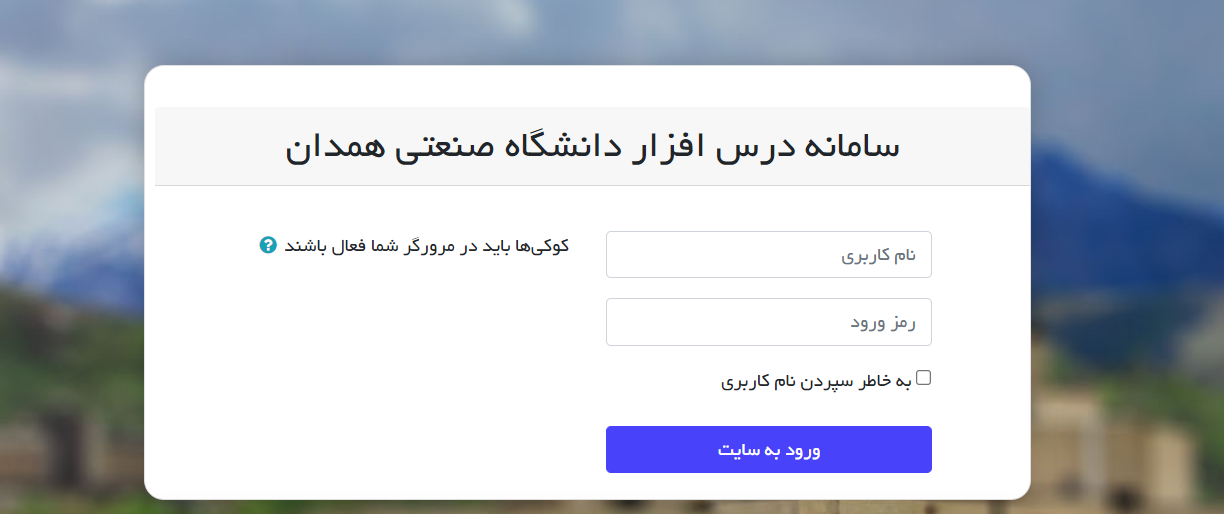 سامانه درس افزار دانشگاه صنعتی همدان
نام کاربری
کوکی‌ها باید در مرورگر شما فعال باشند ?
رمز ورود
به خاطر سپردن نام کاربری
ورود به سایت